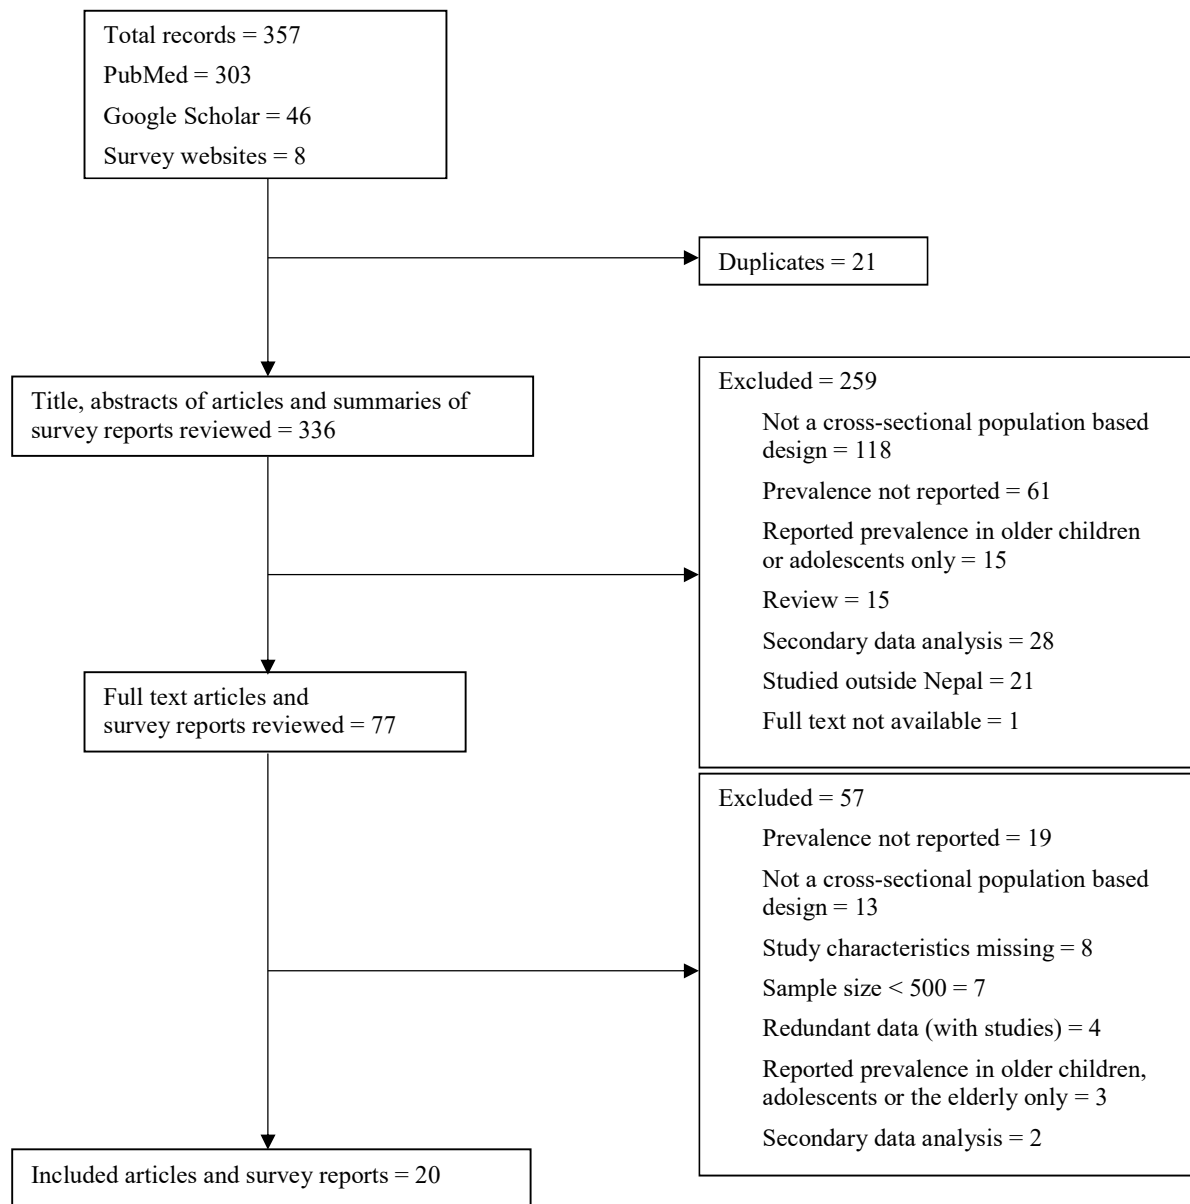 Total records = 357
PubMed = 303
Google Scholar = 46
Survey websites = 8
Duplicates = 21
Title, abstracts of articles and summaries of
survey reports reviewed = 336
Excluded = 259
Not a cross-sectional population based
design = 118
Prevalence not reported = 61
Reported prevalence in older children
or adolescents only = 15
Review = 15
Secondary data analysis = 28
Studied outside Nepal = 21
Full text not available = 1
Full text articles and
survey reports reviewed = 77
Excluded = 57
Prevalence not reported = 19
Not a cross-sectional population based
design = 13
Study characteristics missing = 8
Sample size < 500 = 7
Redundant data (with studies) = 4
Reported prevalence in older children,
adolescents or the elderly only = 3
Secondary data analysis = 2
Included articles and survey reports = 20